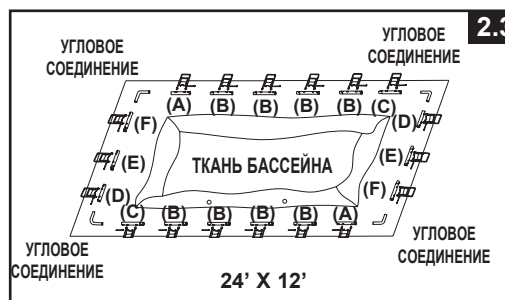 2.3
УГЛОВОЕ
СОЕДИНЕНИЕ
УГЛОВОЕ
СОЕДИНЕНИЕ
(A) (B) (B) (B) (B) (C)
(F) (D)
(E) ТКАНЬ БАССЕЙНА (E)
(D) (F)
(C) (B) (B) (B) (B) (A)
УГЛОВОЕ
СОЕДИНЕНИЕ
УГЛОВОЕ
СОЕДИНЕНИЕ
24' X 12'